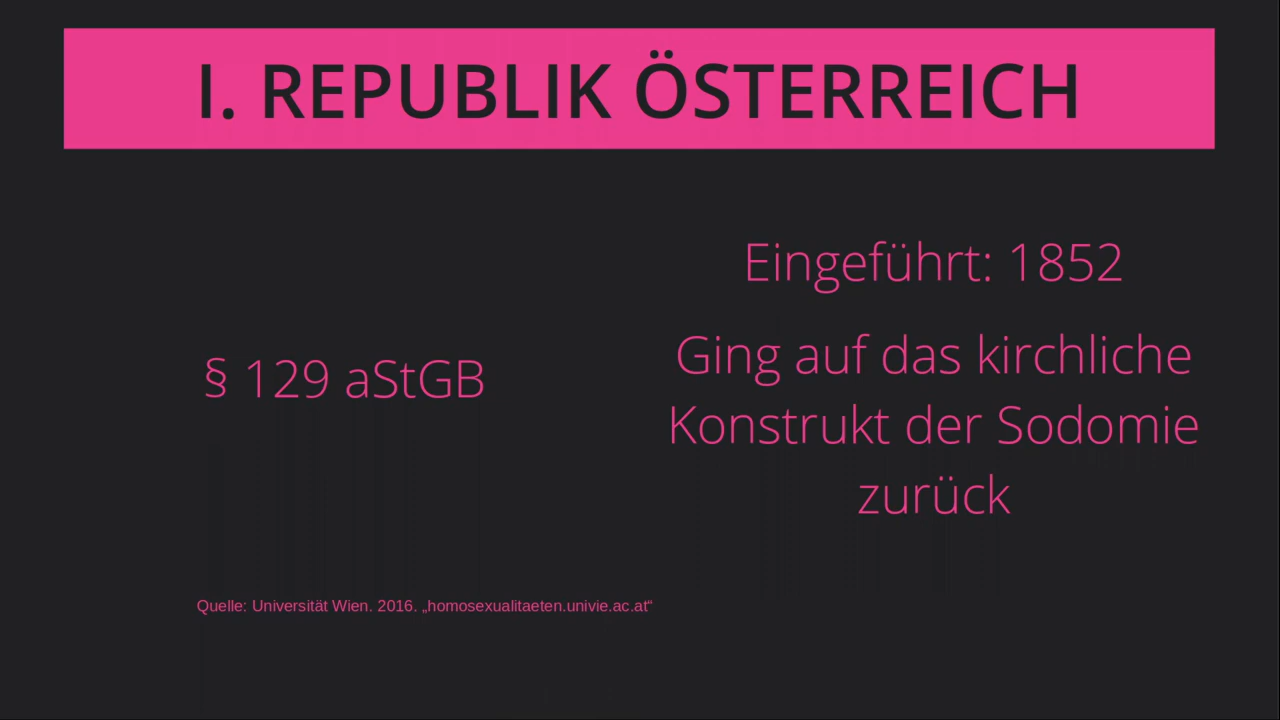 I. REPUBLIK ÖSTERREICH
§ 129 aStGB
Eingeführt: 1852
Ging auf das kirchliche
Konstrukt der Sodomie
zurück
Quelle: Universität Wien. 2016. „homosexualitaeten.univie.ac.at“